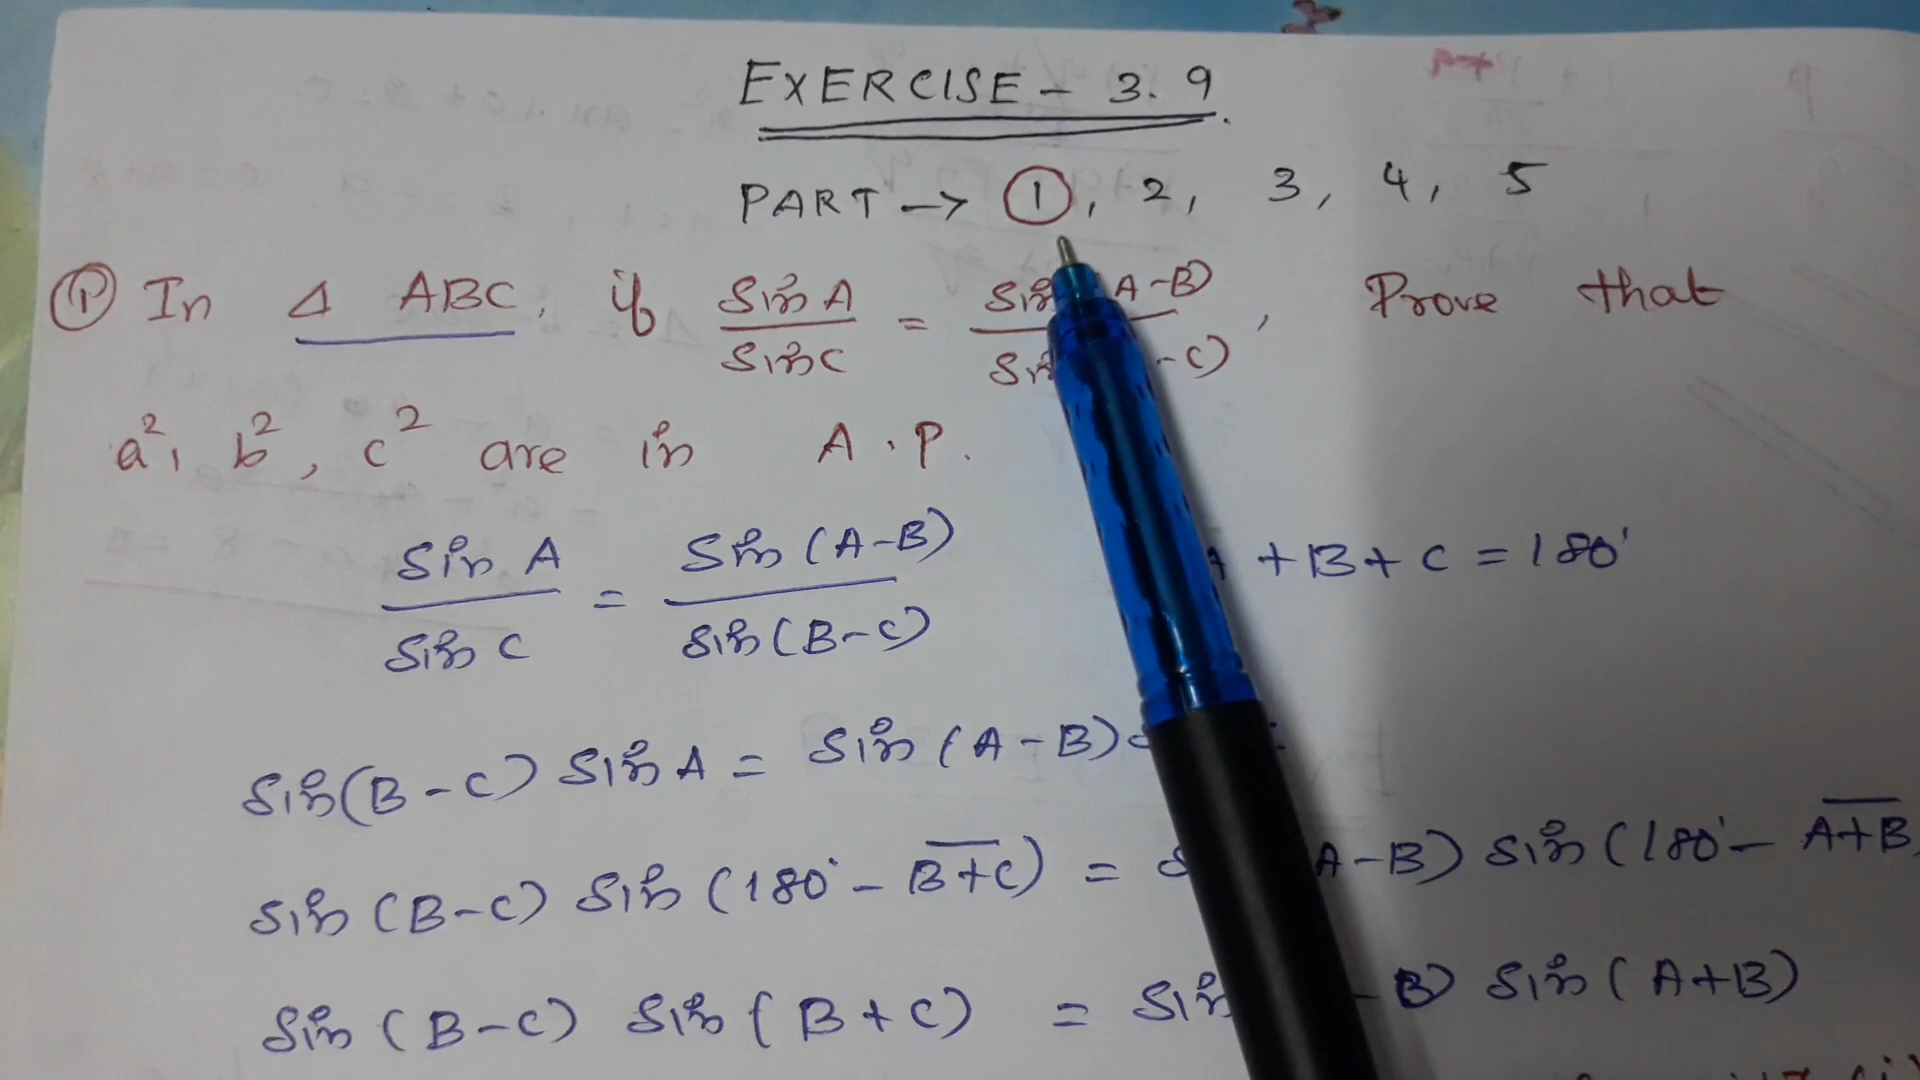 EXERCISE - 3.9
PART → ①, 2, 3, 4, 5
① In Δ ABC, if sin A / sin C = sin(A-B) / sin(B-C), Prove that
a², b², c² are in A.P.
sin A / sin C = sin(A-B) / sin(B-C) A+B+C = 180°
sin(B-C) sin A = sin(A-B)
sin(B-C) sin(180° - B+C) = (A-B) sin(180° - A+B
sin(B-C) sin(B+C) = sin - B) sin(A+B)